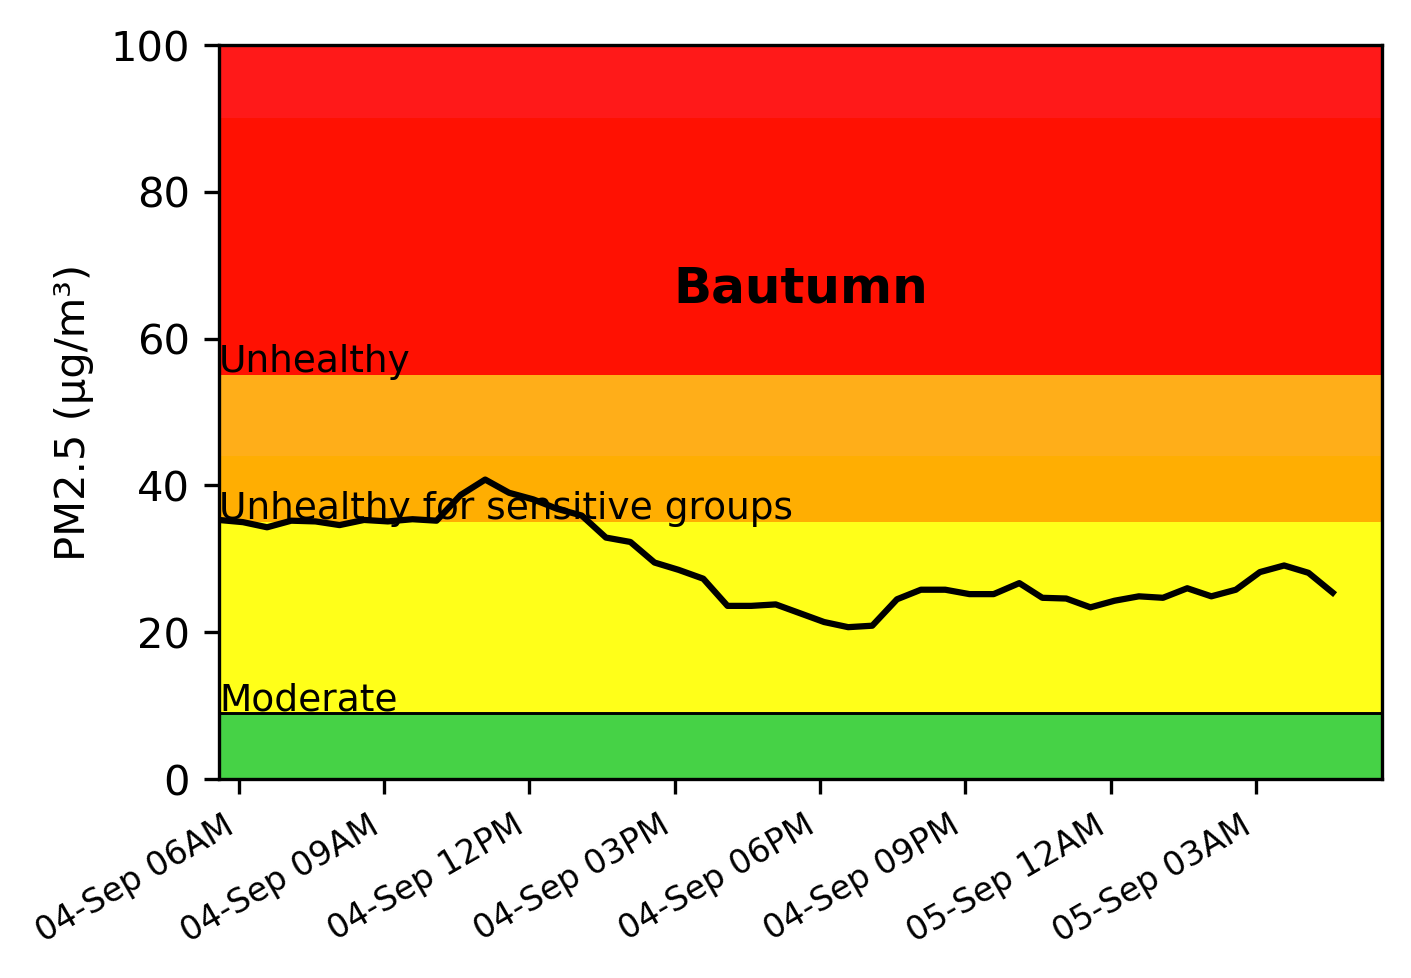 100
80
60
40
20
0
PM2.5 (µg/m³)
Bautumn
Unhealthy
Unhealthy for sensitive groups
Moderate
04-Sep 06AM
04-Sep 09AM
04-Sep 12PM
04-Sep 03PM
04-Sep 06PM
04-Sep 09PM
05-Sep 12AM
05-Sep 03AM